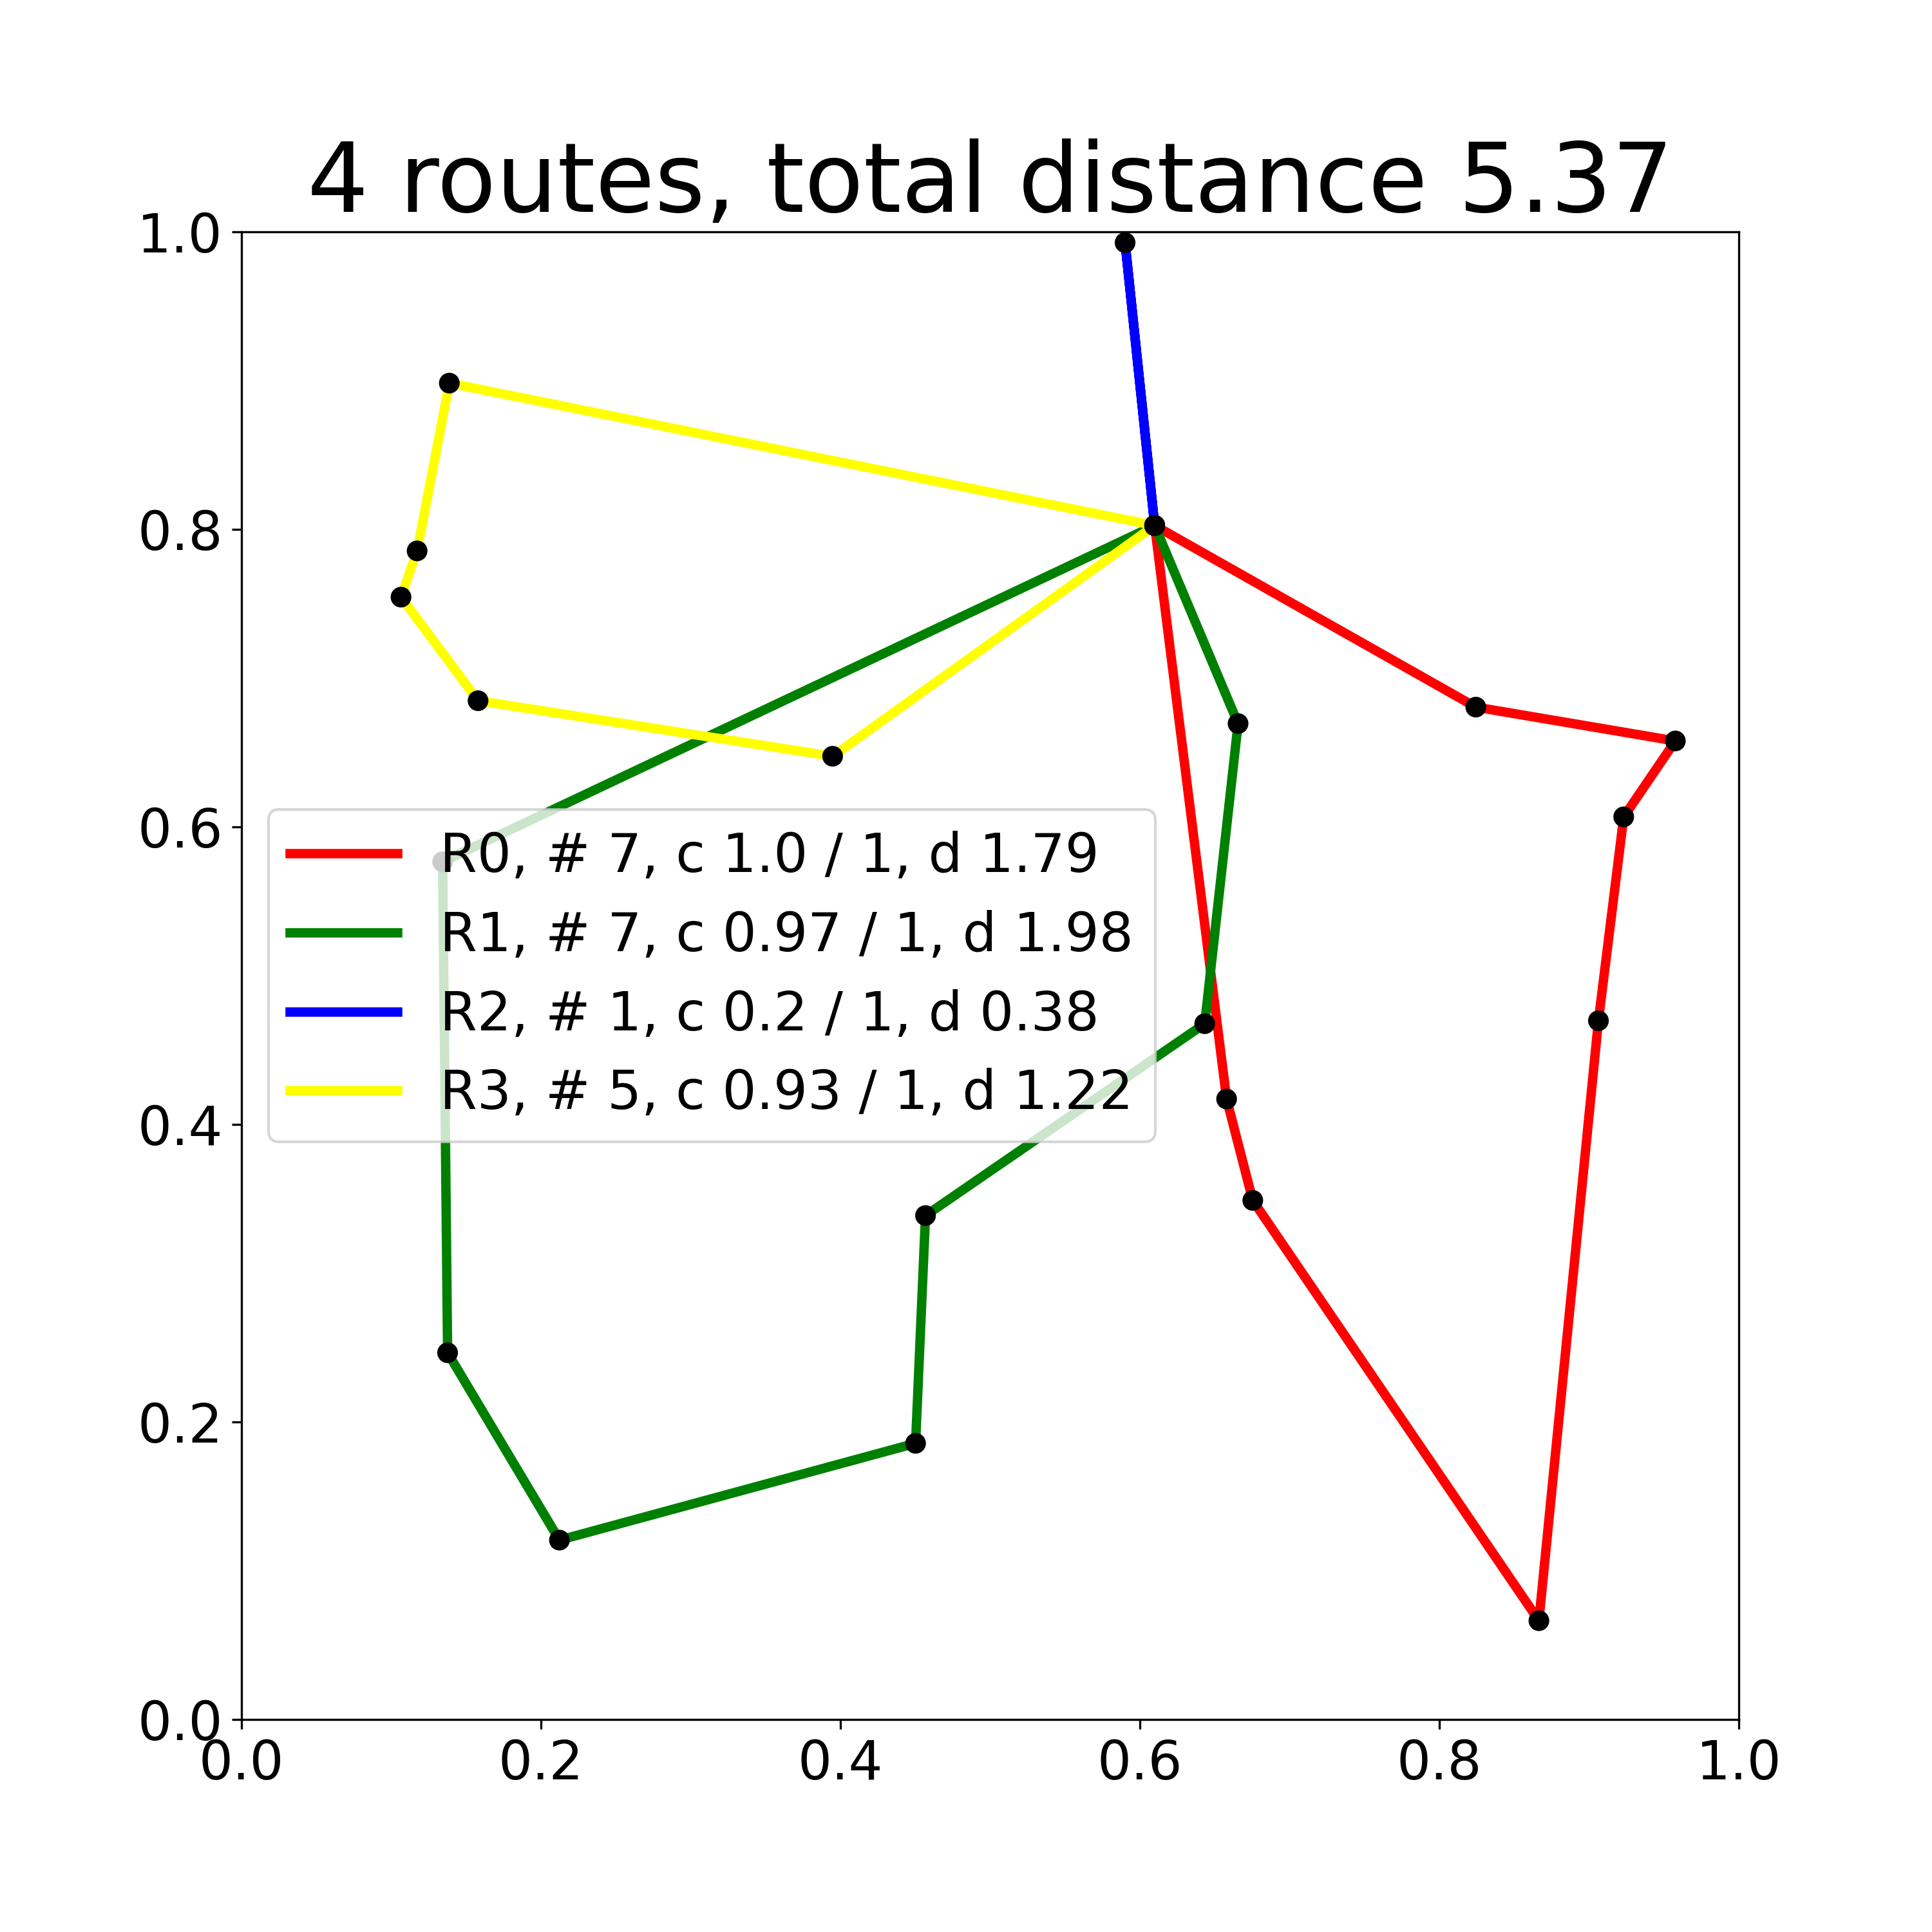 4 routes, total distance 5.37
1.0
0.8
0.6
0.4
0.2
0.0
R0, # 7, c 1.0 / 1, d 1.79
R1, # 7, c 0.97 / 1, d 1.98
R2, # 1, c 0.2 / 1, d 0.38
R3, # 5, c 0.93 / 1, d 1.22
0.0 0.2 0.4 0.6 0.8 1.0